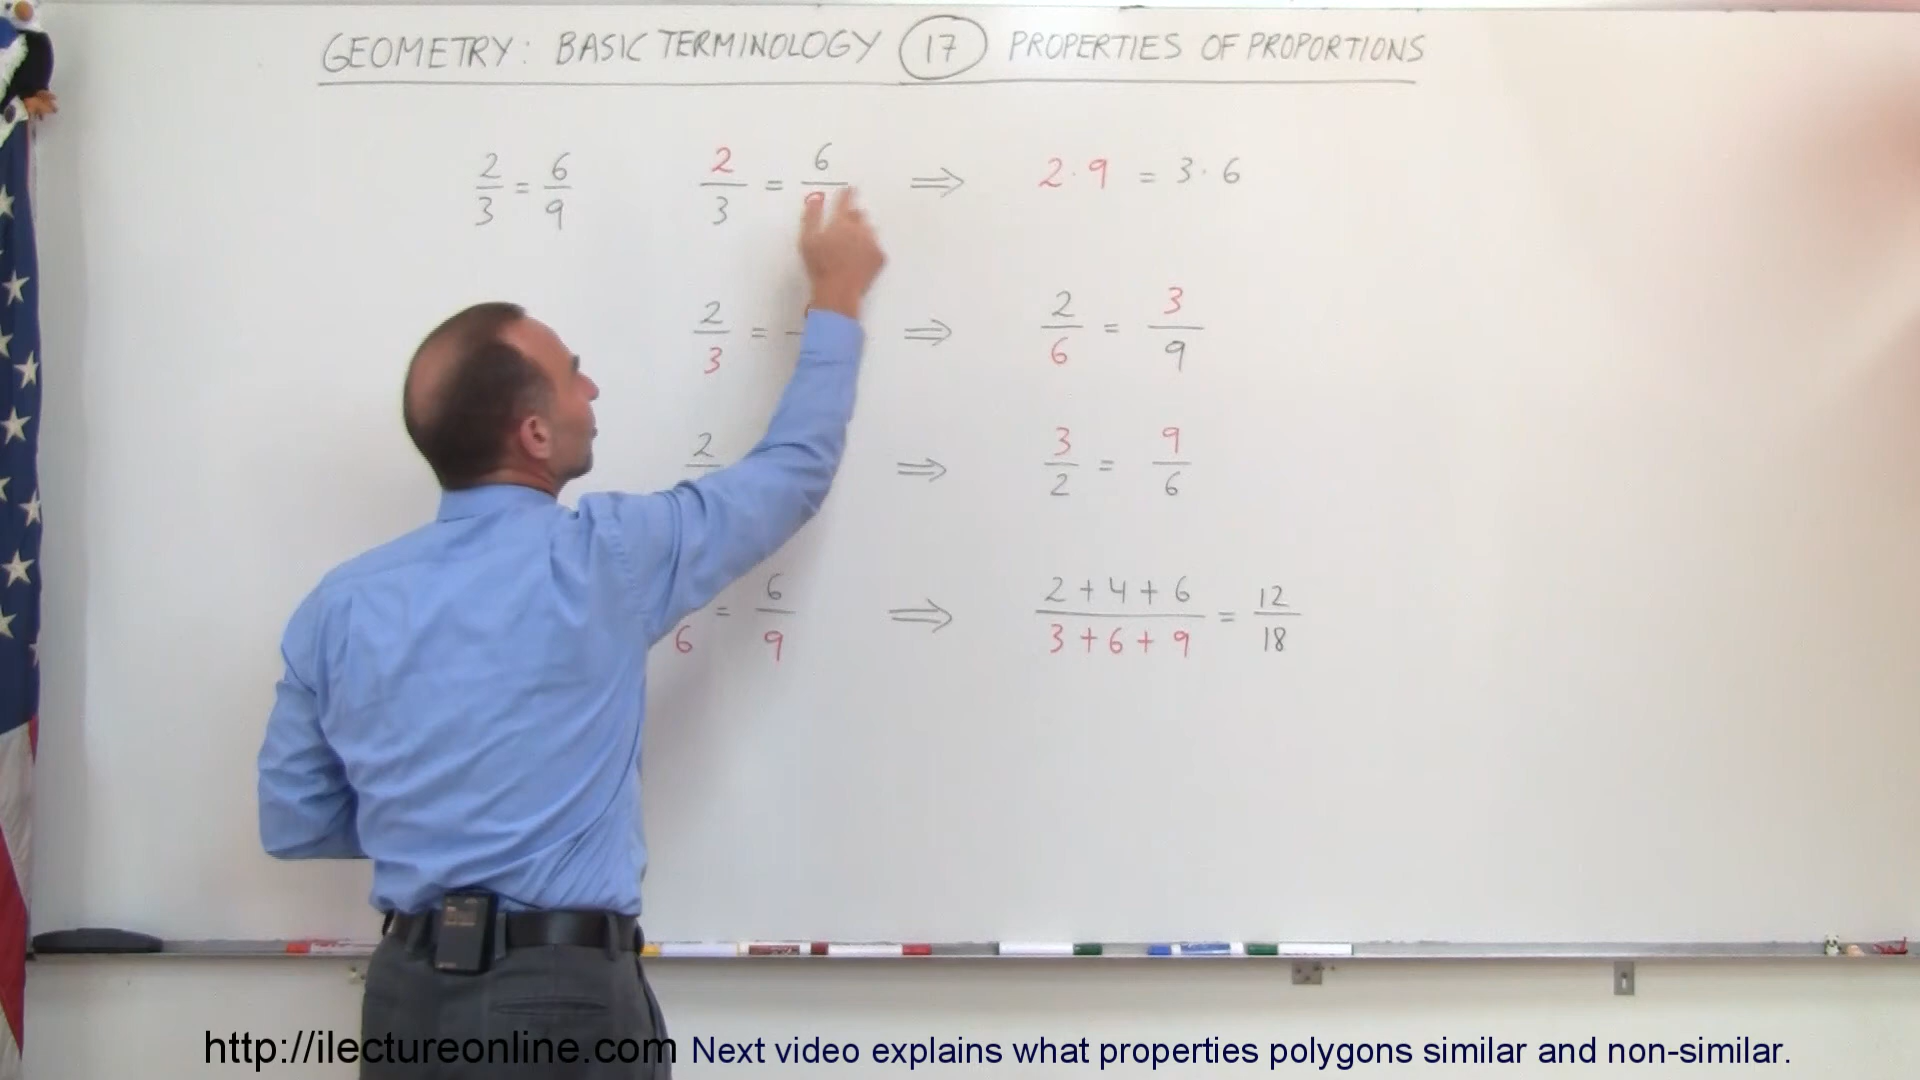 GEOMETRY: BASIC TERMINOLOGY 17 PROPERTIES OF PROPORTIONS
2/3 = 6/9 2/3 = 6/9 ⇒ 2·9 = 3·6
2/3 = ⇒ 2/6 = 3/9
2 ⇒ 3/2 = 9/6
6 = 6/9 ⇒ 2+4+6/3+6+9 = 12/18
http://ilectureonline.com Next video explains what properties polygons similar and non-similar.